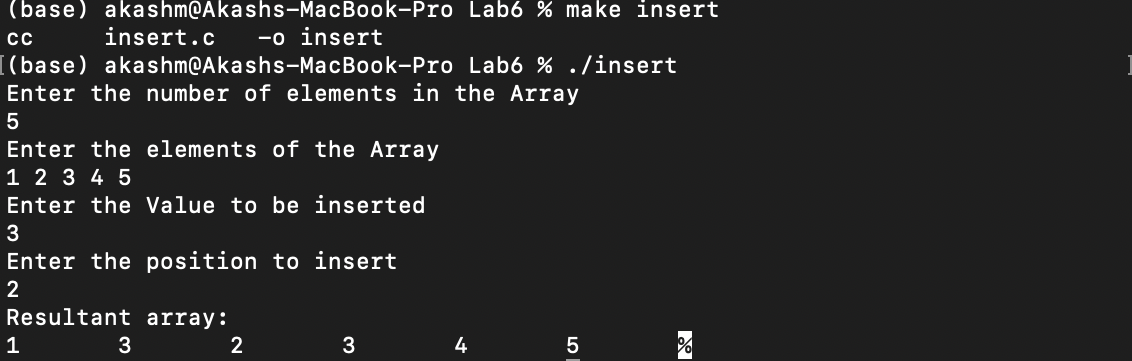 (base) akashm@Akashs-MacBook-Pro Lab6 % make insert
cc     insert.c   -o insert
[(base) akashm@Akashs-MacBook-Pro Lab6 % ./insert                                ]
Enter the number of elements in the Array
5
Enter the elements of the Array
1 2 3 4 5
Enter the Value to be inserted
3
Enter the position to insert
2
Resultant array:
1       3       2       3       4       5       %